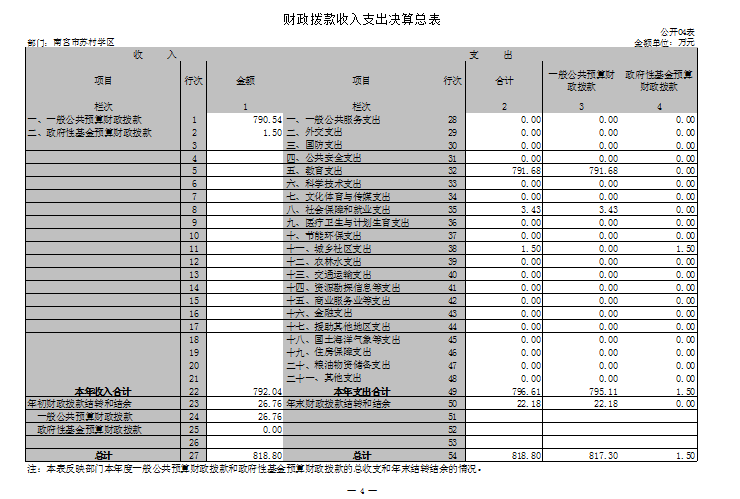 财政拨款收入支出决算总表
公开04表
部门：南宫市苏村学区 金额单位：万元
收 入 支 出
项目 行次 金额 项目 行次 合计 一般公共预算财政拨款 政府性基金预算财政拨款
栏次 1 栏次 2 3 4
一、一般公共预算财政拨款 1 790.54 一、一般公共服务支出 28 0.00 0.00 0.00
二、政府性基金预算财政拨款 2 1.50 二、外交支出 29 0.00 0.00 0.00
3 三、国防支出 30 0.00 0.00 0.00
4 四、公共安全支出 31 0.00 0.00 0.00
5 五、教育支出 32 791.68 791.68 0.00
6 六、科学技术支出 33 0.00 0.00 0.00
7 七、文化体育与传媒支出 34 0.00 0.00 0.00
8 八、社会保障和就业支出 35 3.43 3.43 0.00
9 九、医疗卫生与计划生育支出 36 0.00 0.00 0.00
10 十、节能环保支出 37 0.00 0.00 0.00
11 十一、城乡社区支出 38 1.50 0.00 1.50
12 十二、农林水支出 39 0.00 0.00 0.00
13 十三、交通运输支出 40 0.00 0.00 0.00
14 十四、资源勘探信息等支出 41 0.00 0.00 0.00
15 十五、商业服务业等支出 42 0.00 0.00 0.00
16 十六、金融支出 43 0.00 0.00 0.00
17 十七、援助其他地区支出 44 0.00 0.00 0.00
18 十八、国土海洋气象等支出 45 0.00 0.00 0.00
19 十九、住房保障支出 46 0.00 0.00 0.00
20 二十、粮油物资储备支出 47 0.00 0.00 0.00
21 二十一、其他支出 48 0.00 0.00 0.00
本年收入合计 22 792.04 本年支出合计 49 796.61 795.11 1.50
年初财政拨款结转和结余 23 26.76 年末财政拨款结转和结余 50 22.18 22.18 0.00
一般公共预算财政拨款 24 26.76 51
政府性基金预算财政拨款 25 0.00 52
26 53
总计 27 818.80 总计 54 818.80 817.30 1.50
注：本表反映部门本年度一般公共预算财政拨款和政府性基金预算财政拨款的总收支和年末结转结余的情况。
— 4 —